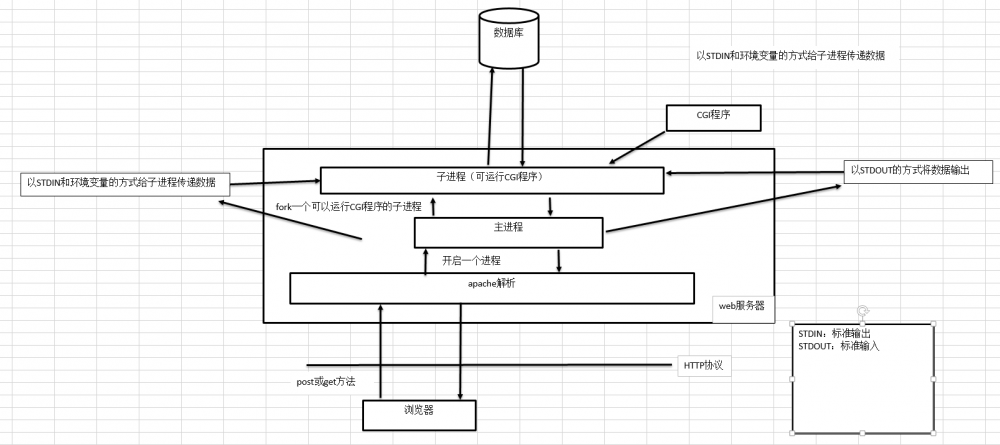 数据库
以STDIN和环境变量的方式给子进程传递数据
CGI程序
子进程（可运行CGI程序）
以STDOUT的方式将数据输出
以STDIN和环境变量的方式给子进程传递数据
fork一个可以运行CGI程序的子进程
主进程
开启一个进程
apache解析
web服务器
STDIN：标准输出
STDOUT：标准输入
HTTP协议
post或get方法
浏览器